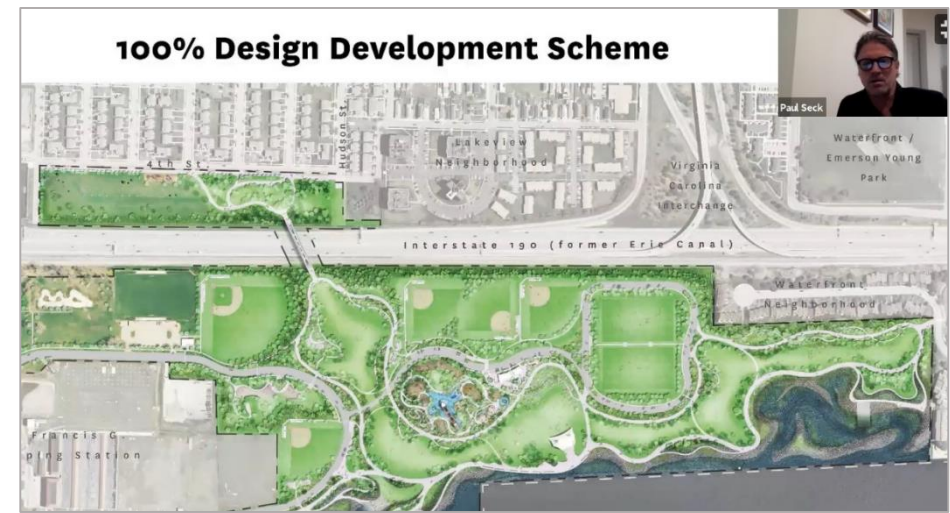 100% Design Development Scheme
Paul Seck
4th St
Hudson St
Lakeview
Neighborhood
Virginia
Carolina
Interchange
Waterfront /
Emerson Young
Park
Interstate 190 (former Erie Canal)
Waterfront
Neighborhood
Francis G
ping Station